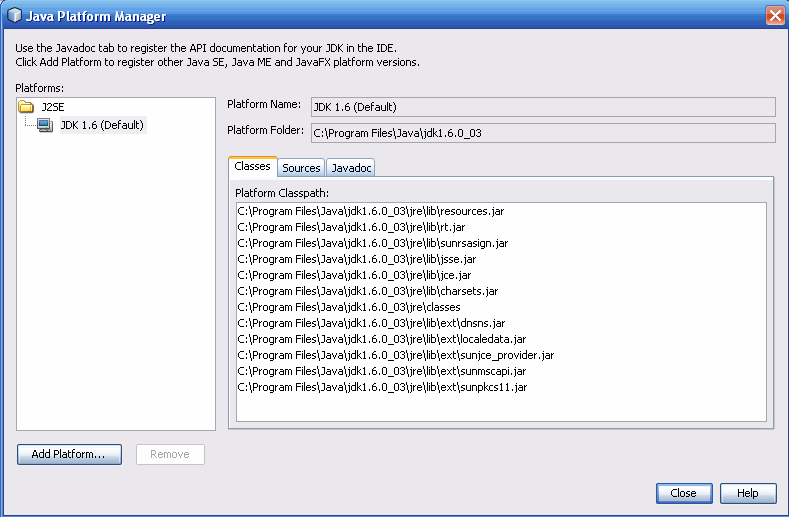 Java Platform Manager
Use the Javadoc tab to register the API documentation for your JDK in the IDE.
Click Add Platform to register other Java SE, Java ME and JavaFX platform versions.
Platforms:
J2SE
JDK 1.6 (Default)
Platform Name: JDK 1.6 (Default)
Platform Folder: C:\Program Files\Java\jdk1.6.0_03
Classes Sources Javadoc
Platform Classpath:
C:\Program Files\Java\jdk1.6.0_03\jre\lib\resources.jar
C:\Program Files\Java\jdk1.6.0_03\jre\lib\rt.jar
C:\Program Files\Java\jdk1.6.0_03\jre\lib\sunrsasign.jar
C:\Program Files\Java\jdk1.6.0_03\jre\lib\jsse.jar
C:\Program Files\Java\jdk1.6.0_03\jre\lib\jce.jar
C:\Program Files\Java\jdk1.6.0_03\jre\lib\charsets.jar
C:\Program Files\Java\jdk1.6.0_03\jre\classes
C:\Program Files\Java\jdk1.6.0_03\jre\lib\ext\dnsns.jar
C:\Program Files\Java\jdk1.6.0_03\jre\lib\ext\localedata.jar
C:\Program Files\Java\jdk1.6.0_03\jre\lib\ext\sunjce_provider.jar
C:\Program Files\Java\jdk1.6.0_03\jre\lib\ext\sunmscapi.jar
C:\Program Files\Java\jdk1.6.0_03\jre\lib\ext\sunpkcs11.jar
Add Platform... Remove
Close Help